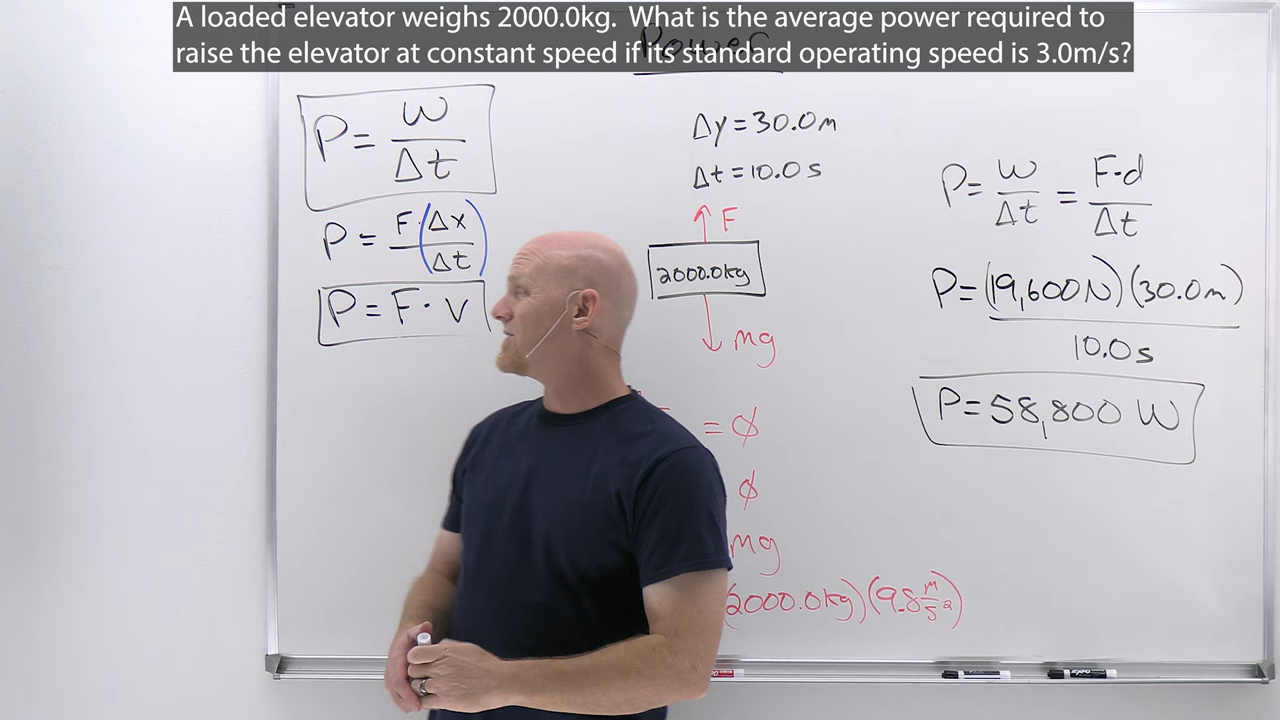 A loaded elevator weighs 2000.0kg. What is the average power required to
raise the elevator at constant speed if its standard operating speed is 3.0m/s?
Power
P = W / Δt
P = F · (Δx / Δt)
P = F · v
Δy = 30.0m
Δt = 10.0s
F
2000.0kg
mg
= ϕ
ϕ
mg
(2000.0kg)(9.8 m/s²)
P = W / Δt = F·d / Δt
P = (19,600N)(30.0m) / 10.0s
P = 58,800 W